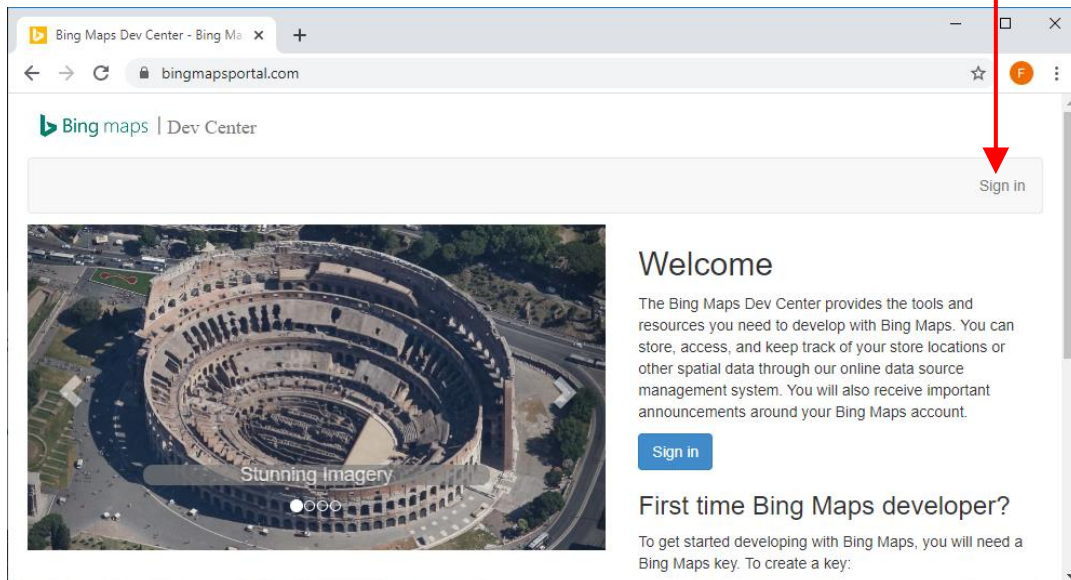 Bing Maps Dev Center - Bing Ma
bingmapsportal.com
F
Bing maps | Dev Center
Sign in
Stunning Imagery
Welcome
The Bing Maps Dev Center provides the tools and
resources you need to develop with Bing Maps. You can
store, access, and keep track of your store locations or
other spatial data through our online data source
management system. You will also receive important
announcements around your Bing Maps account.
Sign in
First time Bing Maps developer?
To get started developing with Bing Maps, you will need a
Bing Maps key. To create a key: